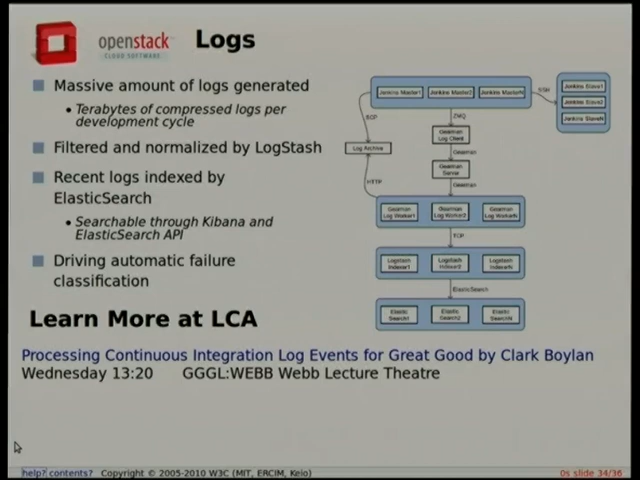 openstack
CLOUD SOFTWARE
Logs
Massive amount of logs generated
Terabytes of compressed logs per
development cycle
Filtered and normalized by LogStash
Recent logs indexed by
ElasticSearch
Searchable through Kibana and
ElasticSearch API
Driving automatic failure
classification
Jenkins Master1
Jenkins Master2
Jenkins MasterN
SSH
Jenkins Slave1
Jenkins Slave2
Jenkins SlaveN
SCP
ZMQ
Gearman
Log Client
Log Archive
Gearman
Gearman
Server
HTTP
Gearman
Gearman
Log Worker1
Gearman
Log Worker2
Gearman
Log WorkerN
TCP
Logstash
Indexer1
Logstash
Indexer2
Logstash
IndexerN
ElasticSearch
Elastic
Search1
Elastic
Search2
Elastic
SearchN
Learn More at LCA
Processing Continuous Integration Log Events for Great Good by Clark Boylan
Wednesday 13:20 GGGL:WEBB Webb Lecture Theatre
help? contents? Copyright © 2005-2010 W3C (MIT, ERCIM, Keio)
0s slide 34/36